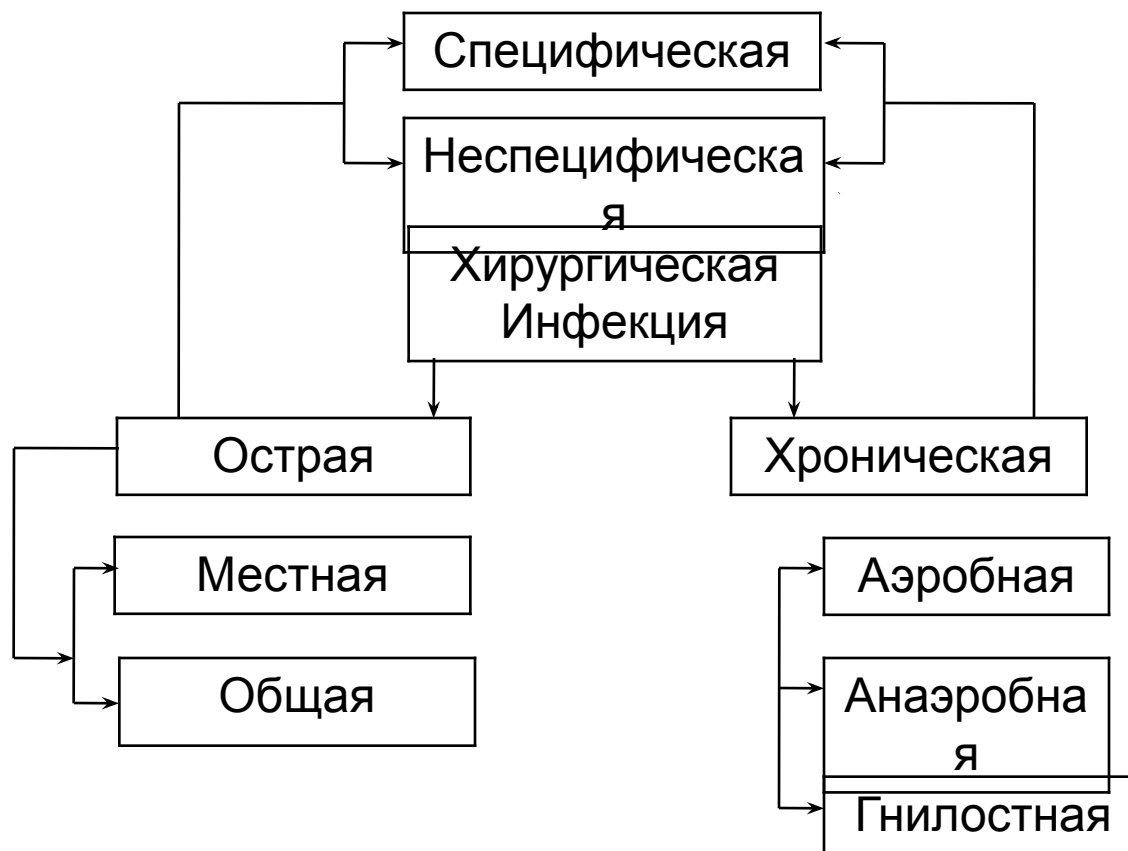 Специфическая
Неспецифическа
я
Хирургическая
Инфекция
Острая
Хроническая
Местная
Аэробная
Общая
Анаэробна
я
Гнилостная